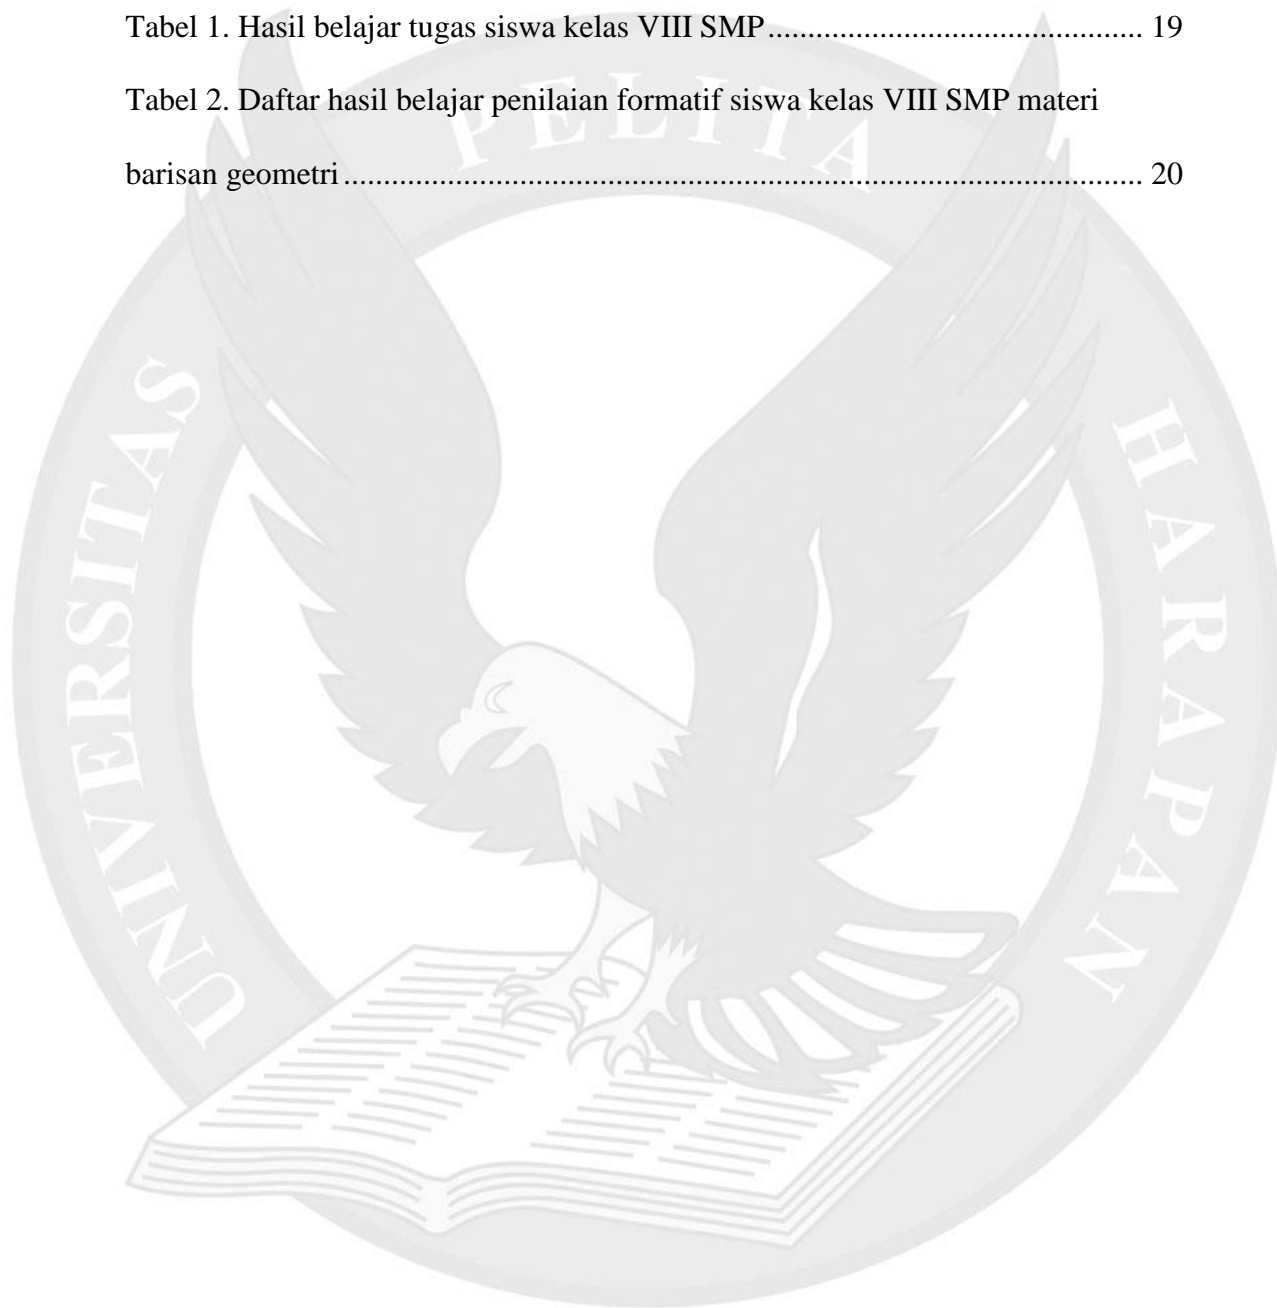 Tabel 1. Hasil belajar tugas siswa kelas VIII SMP ............................................... 19
Tabel 2. Daftar hasil belajar penilaian formatif siswa kelas VIII SMP materi
barisan geometri .................................................................................................... 20
UNIVERSITAS PELITA HARAPAN